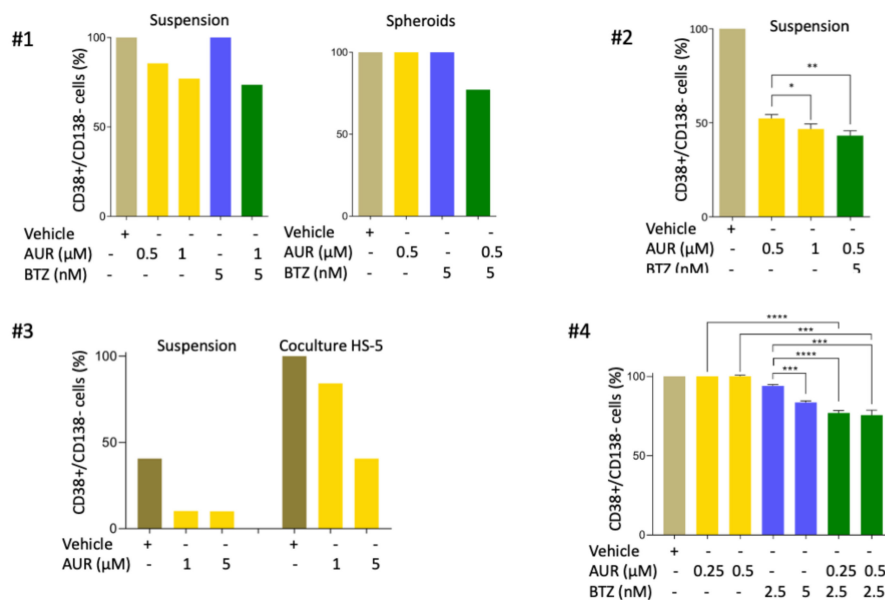 #1
Suspension
CD38+/CD138- cells (%)
100
50
0
Vehicle + - - - -
AUR (μM) - 0.5 1 - 1
BTZ (nM) - - - 5 5
Spheroids
100
50
0
+ - - -
- 0.5 - 0.5
- - 5 5
#2
Suspension
CD38+/CD138- cells (%)
100
50
0
**
*
Vehicle + - - -
AUR (μM) - 0.5 1 0.5
BTZ (nM) - - - 5
#3
Suspension
Coculture HS-5
CD38+/CD138- cells (%)
100
50
0
Vehicle + - - + - -
AUR (μM) - 1 5 - 1 5
#4
CD38+/CD138- cells (%)
100
50
0
****
***
***
****
***
Vehicle + - - - - - -
AUR (μM) - 0.25 0.5 - - 0.25 0.5
BTZ (nM) - - - 2.5 5 2.5 2.5